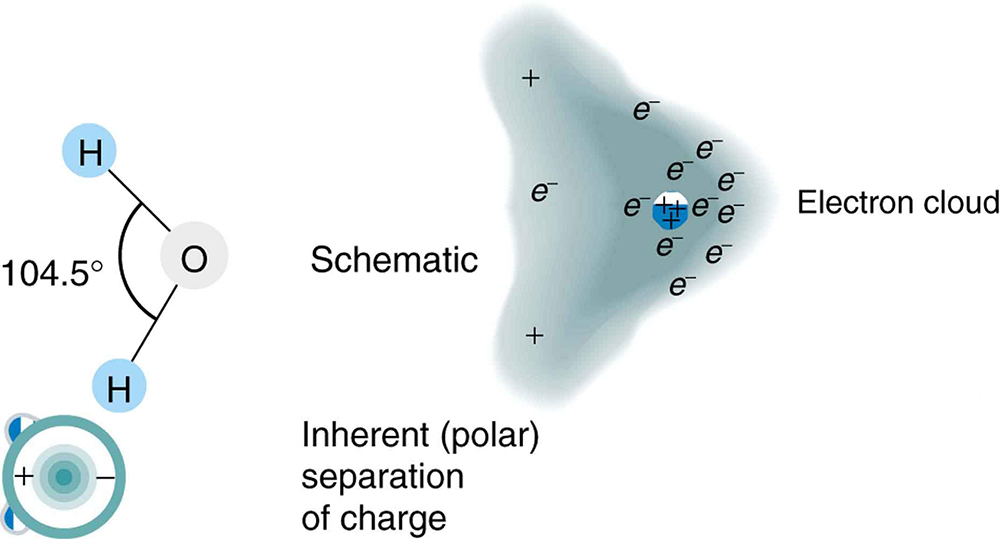 H
O
H
104.5°
Schematic
+
e⁻
e⁻
e⁻
e⁻
e⁻
e⁻
+
+
+
e⁻
e⁻
e⁻
e⁻
e⁻
+
Electron cloud
+
−
Inherent (polar)
separation
of charge